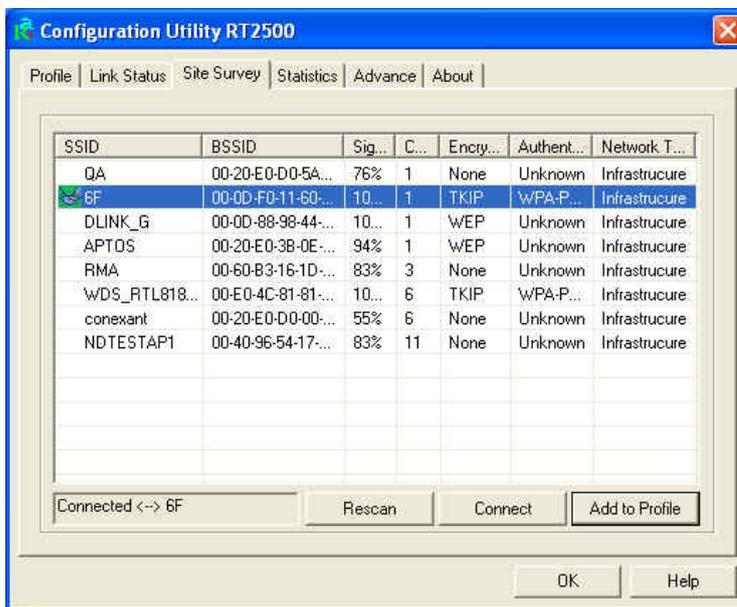 Configuration Utility RT2500
Profile Link Status Site Survey Statistics Advance About
SSID BSSID Sig... C... Encry... Authent... Network T...
QA 00-20-E0-D0-5A... 76% 1 None Unknown Infrastrucure
6F 00-0D-F0-11-60-... 10... 1 TKIP WPA-P... Infrastrucure
DLINK_G 00-0D-88-98-44-... 10... 1 WEP Unknown Infrastrucure
APTOS 00-20-E0-3B-0E-... 94% 1 WEP Unknown Infrastrucure
RMA 00-60-B3-16-1D-... 83% 3 None Unknown Infrastrucure
WDS_RTL818... 00-E0-4C-81-81-... 10... 6 TKIP WPA-P... Infrastrucure
conexant 00-20-E0-D0-00-... 55% 6 None Unknown Infrastrucure
NDTESTAP1 00-40-96-54-17-... 83% 11 None Unknown Infrastrucure
Connected <--> 6F Rescan Connect Add to Profile
OK Help